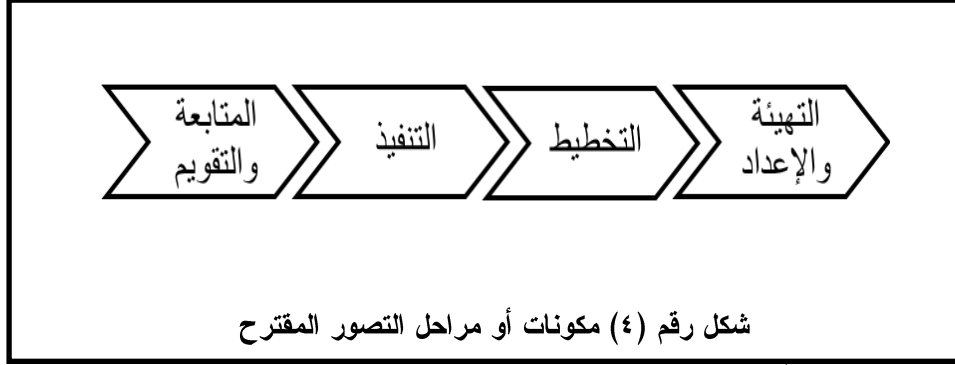 التهيئة
والإعداد
التخطيط
التنفيذ
المتابعة
والتقويم
شكل رقم (٤) مكونات أو مراحل التصور المقترح